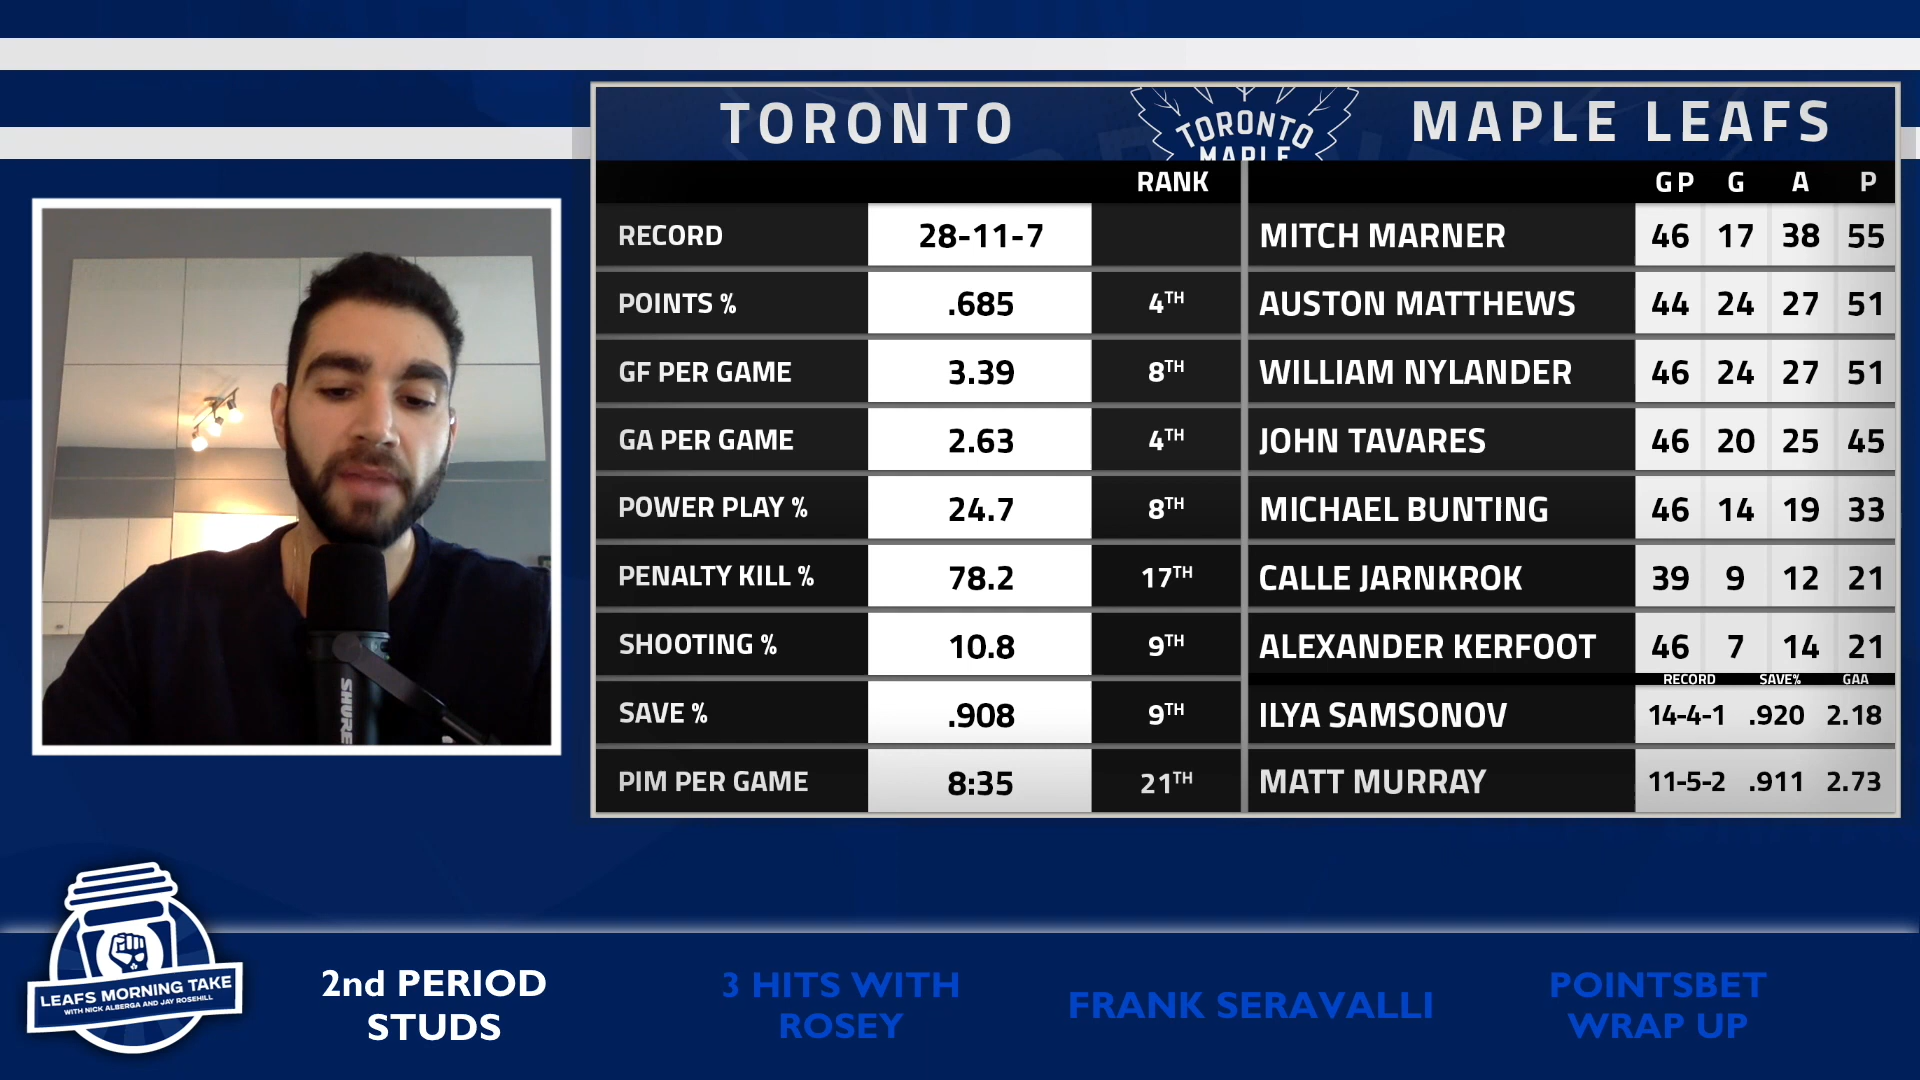 TORONTO
TORONTO
MAPLE
MAPLE LEAFS
RANK
GP G A P
RECORD 28-11-7
POINTS % .685 4TH
GF PER GAME 3.39 8TH
GA PER GAME 2.63 4TH
POWER PLAY % 24.7 8TH
PENALTY KILL % 78.2 17TH
SHOOTING % 10.8 9TH
SAVE % .908 9TH
PIM PER GAME 8:35 21TH
MITCH MARNER 46 17 38 55
AUSTON MATTHEWS 44 24 27 51
WILLIAM NYLANDER 46 24 27 51
JOHN TAVARES 46 20 25 45
MICHAEL BUNTING 46 14 19 33
CALLE JARNKROK 39 9 12 21
ALEXANDER KERFOOT 46 7 14 21
RECORD SAVE% GAA
ILYA SAMSONOV 14-4-1 .920 2.18
MATT MURRAY 11-5-2 .911 2.73
SHURE
LEAFS MORNING TAKE
WITH NICK ALBERGA AND JAY ROSEHILL
2nd PERIOD
STUDS
3 HITS WITH
ROSEY
FRANK SERAVALLI
POINTSBET
WRAP UP